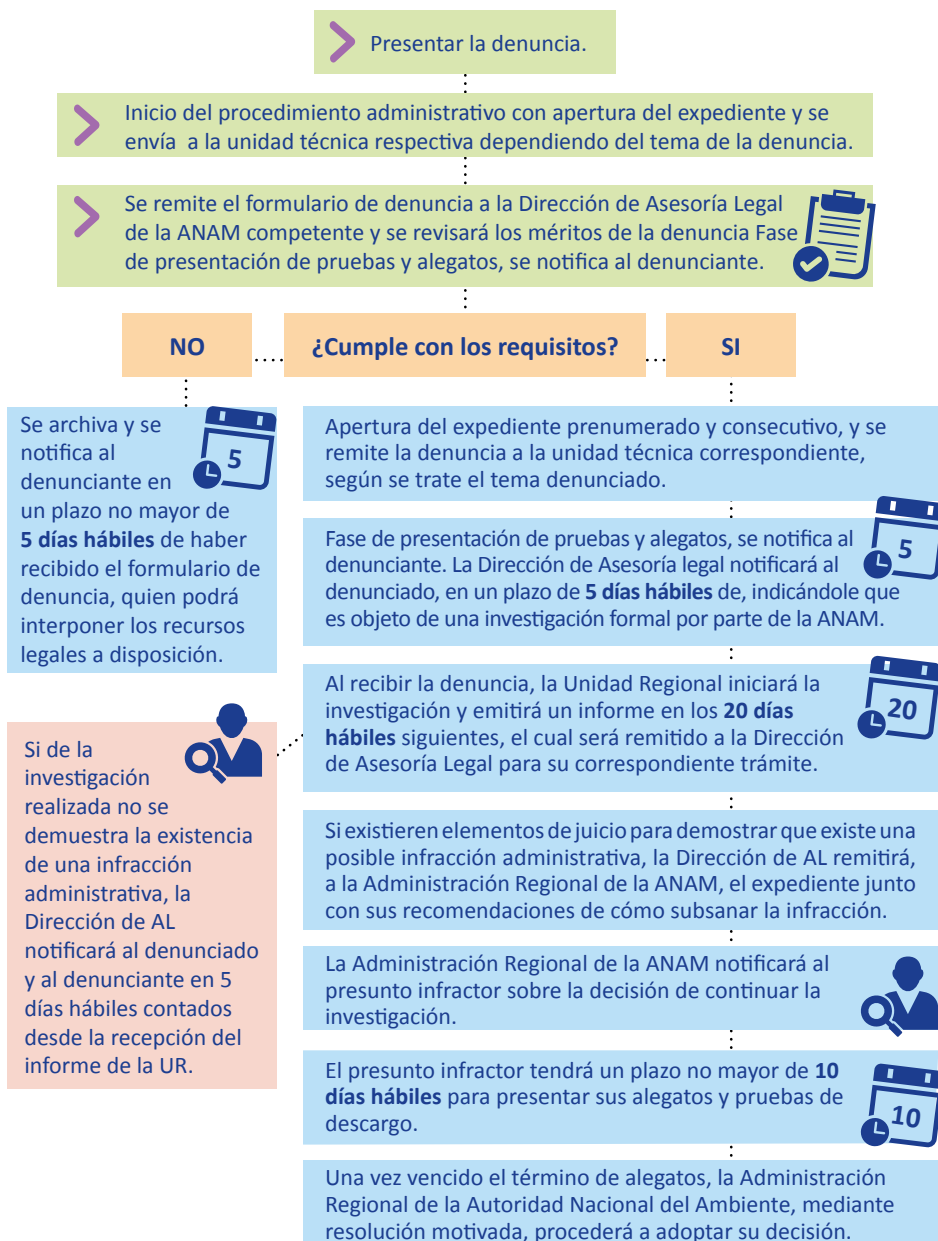 Presentar la denuncia.
Inicio del procedimiento administrativo con apertura del expediente y se
envía a la unidad técnica respectiva dependiendo del tema de la denuncia.
Se remite el formulario de denuncia a la Dirección de Asesoría Legal
de la ANAM competente y se revisará los méritos de la denuncia Fase
de presentación de pruebas y alegatos, se notifica al denunciante.
NO
¿Cumple con los requisitos?
SI
Se archiva y se
notifica al
denunciante en
un plazo no mayor de
5 días hábiles de haber
recibido el formulario de
denuncia, quien podrá
interponer los recursos
legales a disposición.
5
Apertura del expediente prenumerado y consecutivo, y se
remite la denuncia a la unidad técnica correspondiente,
según se trate el tema denunciado.
Fase de presentación de pruebas y alegatos, se notifica al
denunciante. La Dirección de Asesoría legal notificará al
denunciado, en un plazo de 5 días hábiles de, indicándole que
es objeto de una investigación formal por parte de la ANAM.
5
Al recibir la denuncia, la Unidad Regional iniciará la
investigación y emitirá un informe en los 20 días
hábiles siguientes, el cual será remitido a la Dirección
de Asesoría Legal para su correspondiente trámite.
20
Si de la
investigación
realizada no se
demuestra la existencia
de una infracción
administrativa, la
Dirección de AL
notificará al denunciado
y al denunciante en 5
días hábiles contados
desde la recepción del
informe de la UR.
Si existieren elementos de juicio para demostrar que existe una
posible infracción administrativa, la Dirección de AL remitirá,
a la Administración Regional de la ANAM, el expediente junto
con sus recomendaciones de cómo subsanar la infracción.
La Administración Regional de la ANAM notificará al
presunto infractor sobre la decisión de continuar la
investigación.
El presunto infractor tendrá un plazo no mayor de 10
días hábiles para presentar sus alegatos y pruebas de
descargo.
10
Una vez vencido el término de alegatos, la Administración
Regional de la Autoridad Nacional del Ambiente, mediante
resolución motivada, procederá a adoptar su decisión.